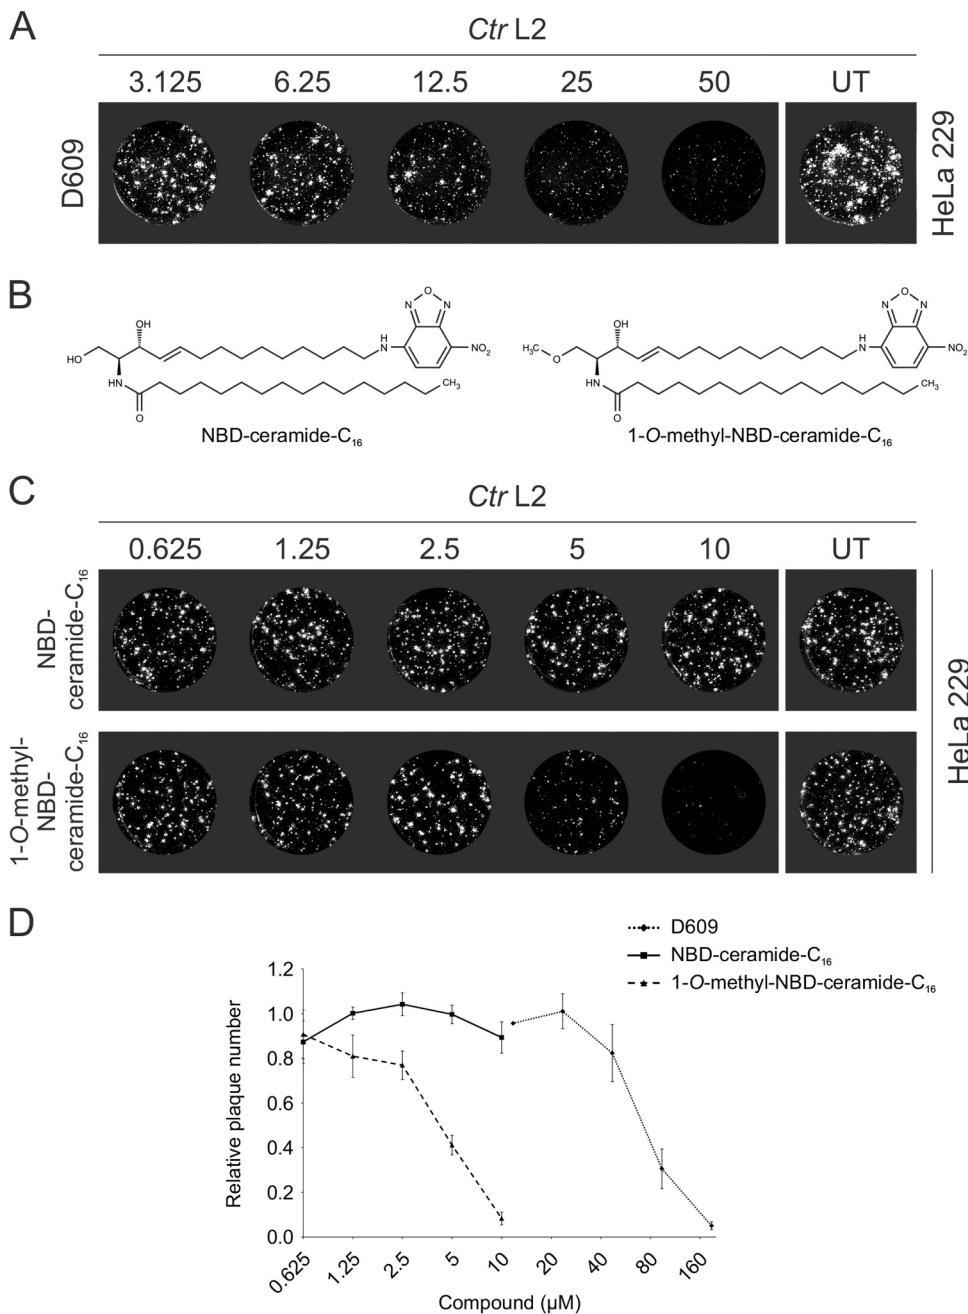 A
Ctr L2
3.125 6.25 12.5 25 50 UT
D609
HeLa 229
B
HO
OH
HN
O
H
N
N
O
N
NO₂
CH₃
NBD-ceramide-C₁₆
H₃C
O
OH
HN
O
H
N
N
O
N
NO₂
CH₃
1-O-methyl-NBD-ceramide-C₁₆
C
Ctr L2
0.625 1.25 2.5 5 10 UT
NBD-
ceramide-C₁₆
1-O-methyl-
NBD-
ceramide-C₁₆
HeLa 229
D
D609
NBD-ceramide-C₁₆
1-O-methyl-NBD-ceramide-C₁₆
Relative plaque number
1.2
1.0
0.8
0.6
0.4
0.2
0.0
0.625 1.25 2.5 5 10 20 40 80 160
Compound (µM)